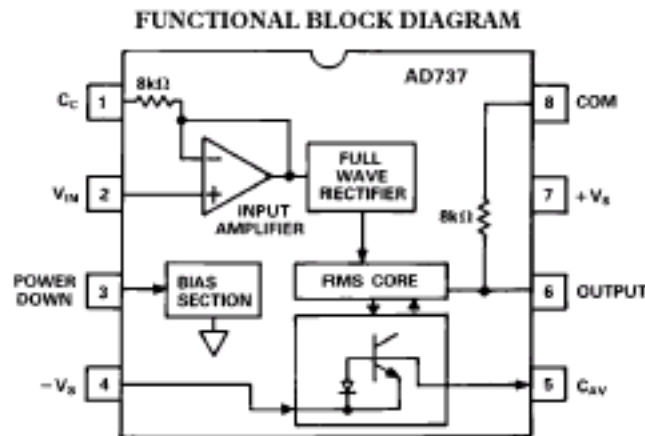 FUNCTIONAL BLOCK DIAGRAM
AD737
8kΩ
CC 1
8 COM
VIN 2
INPUT
AMPLIFIER
FULL
WAVE
RECTIFIER
7 +VS
8kΩ
POWER
DOWN 3
BIAS
SECTION
RMS CORE
6 OUTPUT
-VS 4
5 CAV